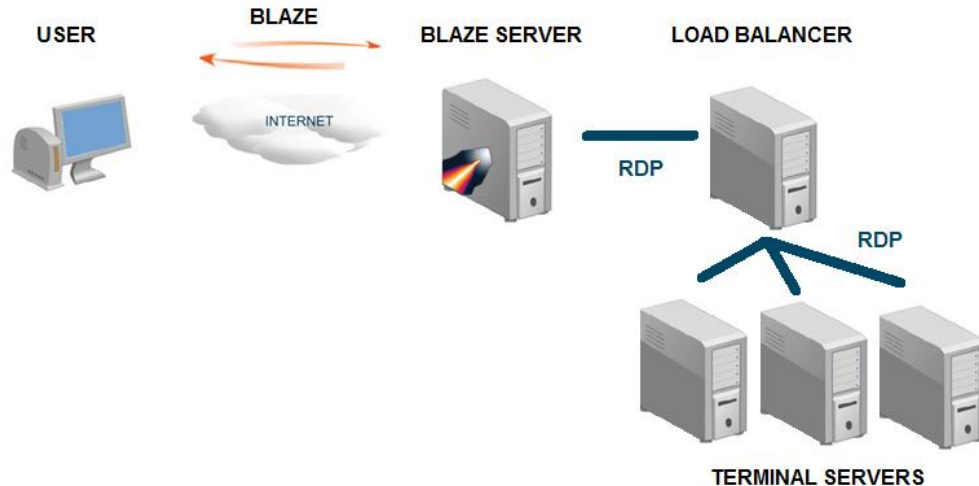 BLAZE
USER
BLAZE SERVER
LOAD BALANCER
INTERNET
RDP
RDP
TERMINAL SERVERS